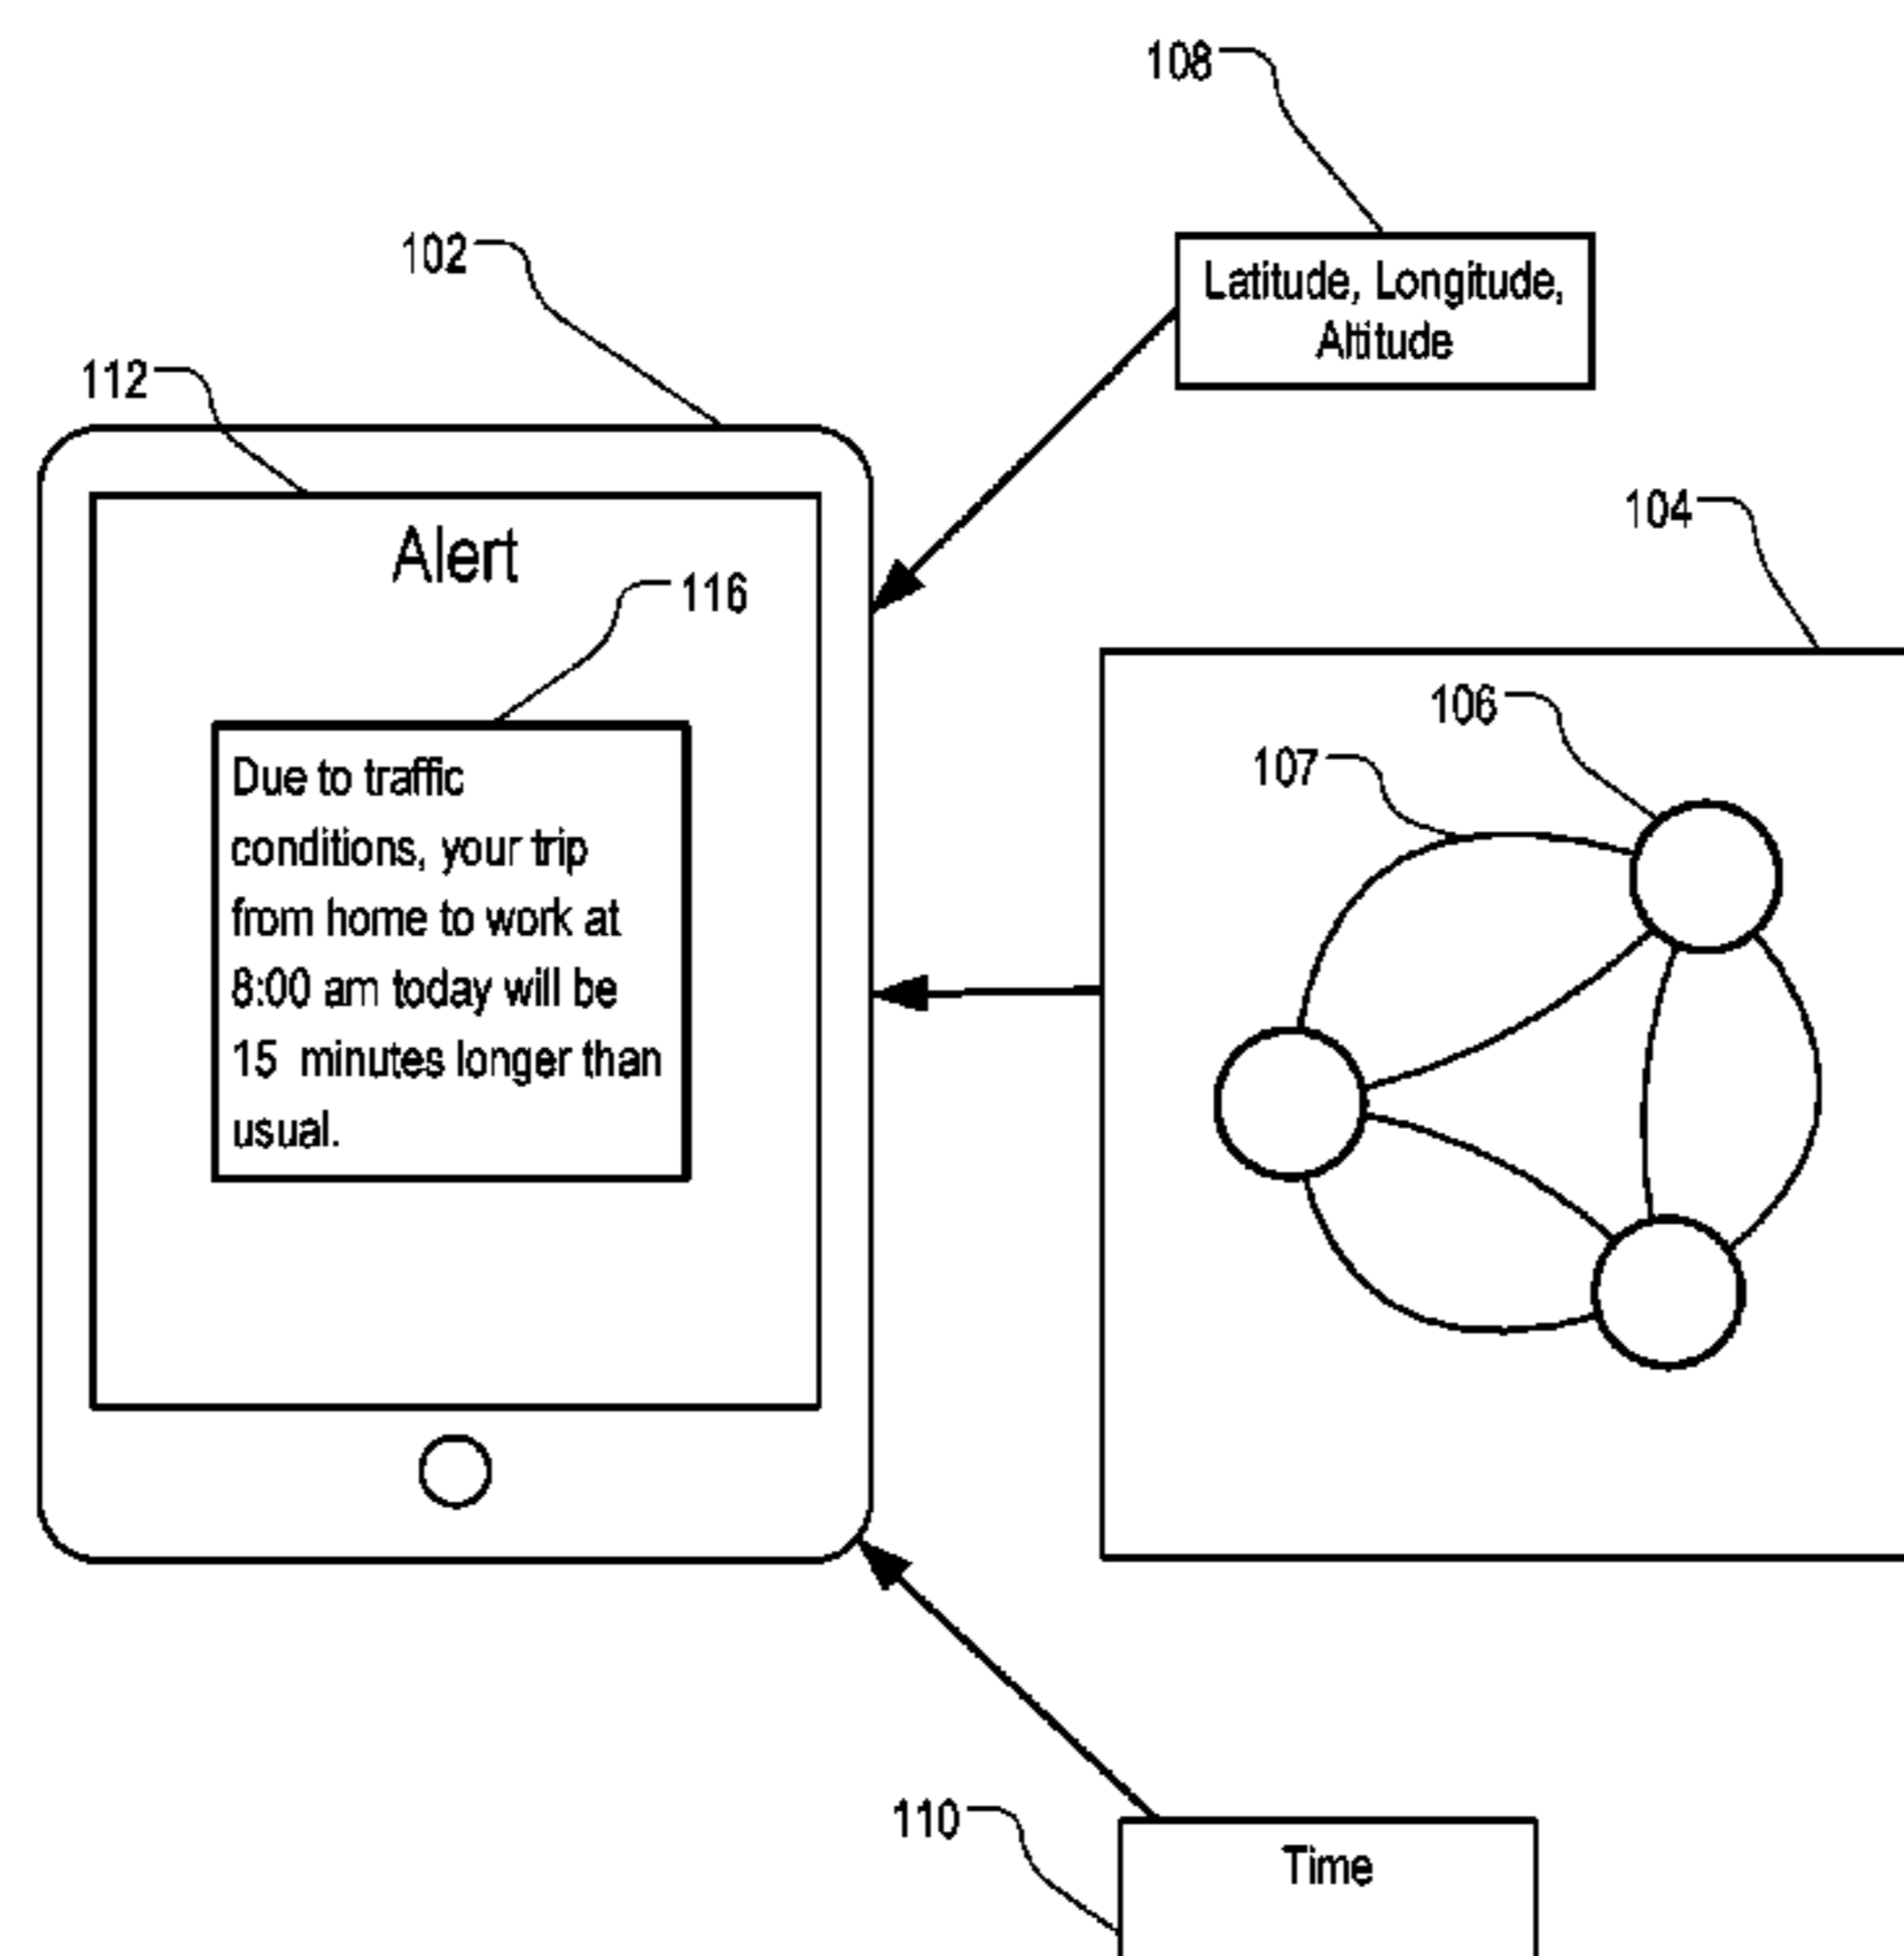 108
102
Latitude, Longitude,
Altitude
112
104
Alert
116
106
107
Due to traffic
conditions, your trip
from home to work at
8:00 am today will be
15 minutes longer than
usual.
110
Time